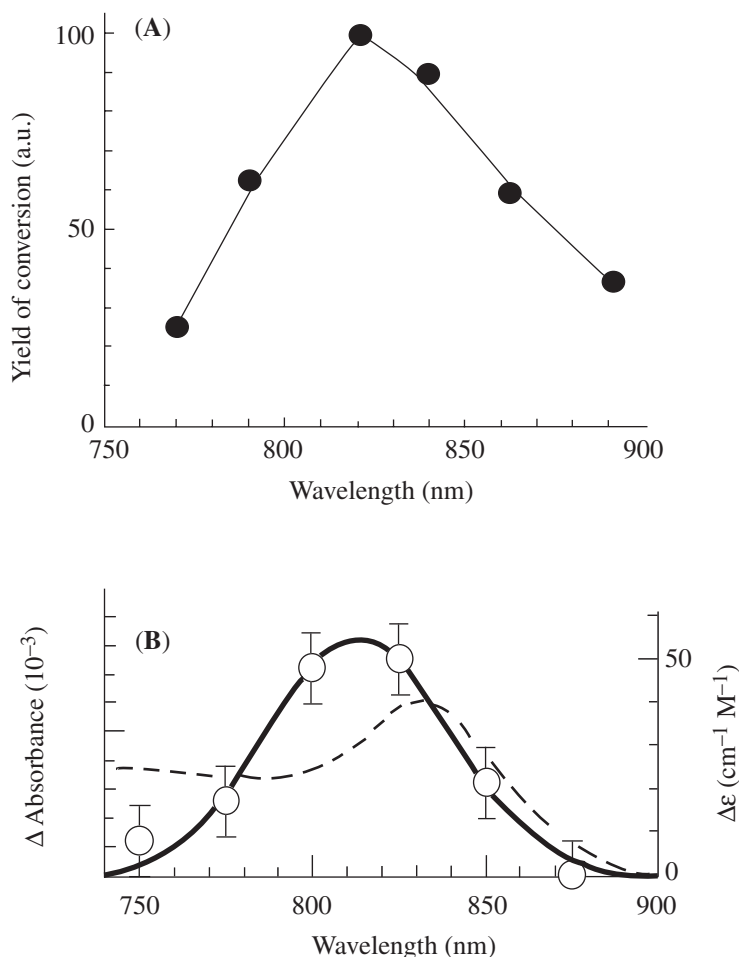 (A)
Yield of conversion (a.u.)
100
50
0
750 800 850 900
Wavelength (nm)
(B)
Δ Absorbance (10⁻³)
50
0
Δε (cm⁻¹ M⁻¹)
750 800 850 900
Wavelength (nm)